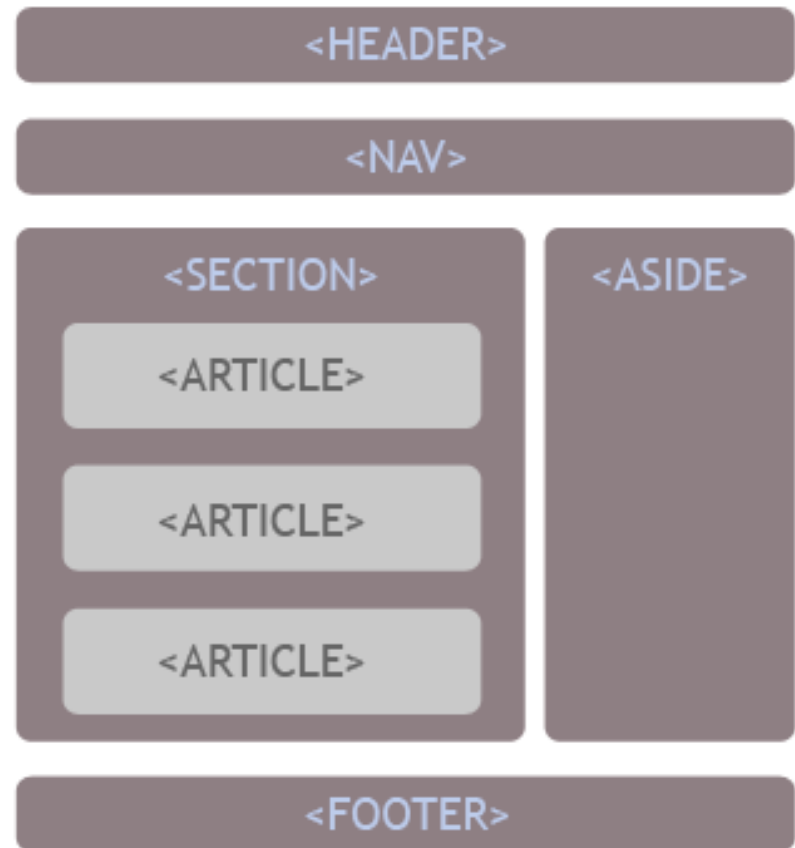 <HEADER>
<NAV>
<SECTION>
<ARTICLE>
<ARTICLE>
<ARTICLE>
<ASIDE>
<FOOTER>